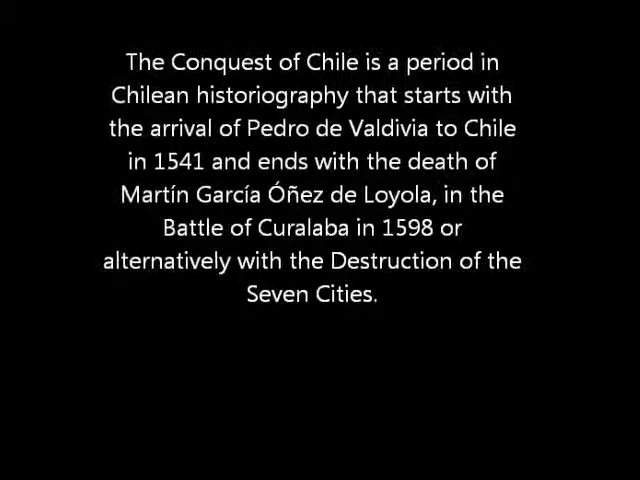 The Conquest of Chile is a period in
Chilean historiography that starts with
the arrival of Pedro de Valdivia to Chile
in 1541 and ends with the death of
Martín García Óñez de Loyola, in the
Battle of Curalaba in 1598 or
alternatively with the Destruction of the
Seven Cities.